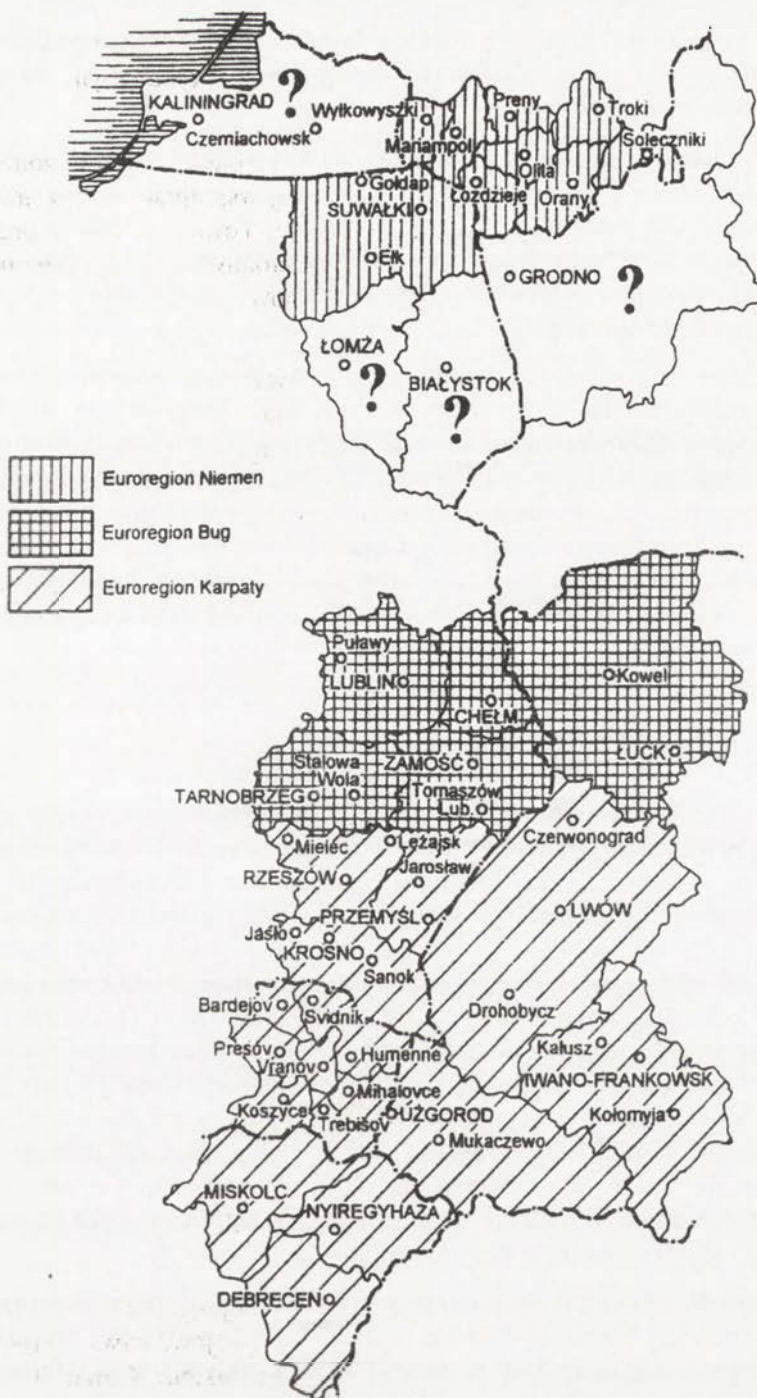 KALININGRAD
?
Czerniachowsk
Wyłkowyszki
Mariampol
Preny
Troki
Soleczniki
Olita
Orany
Łoździeje
Gołdap
SUWAŁKI
Ełk
GRODNO
?
ŁOMŻA
?
BIAŁYSTOK
?
Euroregion Niemen
Euroregion Bug
Euroregion Karpaty
Puławy
LUBLIN
CHEŁM
Kowel
ŁUCK
Stalowa
Wola
ZAMOŚĆ
TARNOBRZEG
Tomaszów
Lub.
Mielec
Leżajsk
Czerwonograd
RZESZÓW
Jarosław
LWÓW
PRZEMYŚL
Jasło
KROSNO
Sanok
Drohobycz
Bardejov
Svidnik
Kałusz
Presov
Vranov
Humenne
IWANO-FRANKOWSK
Mihalovce
Koszyce
Trebišov
UŻGOROD
Kołomyja
Mukaczewo
MISKOLC
NYIREGYHAZA
DEBRECEN